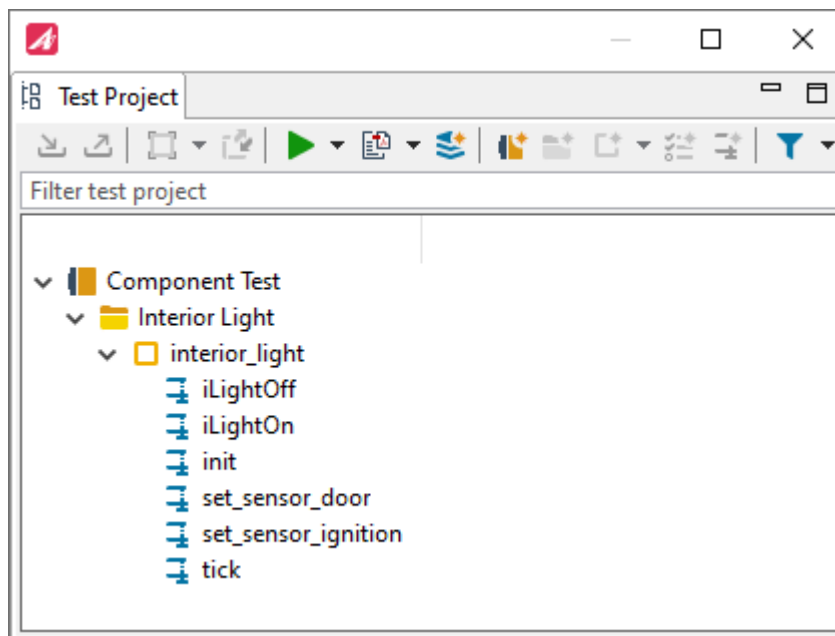 Test Project
Filter test project
Component Test
Interior Light
interior_light
iLightOff
iLightOn
init
set_sensor_door
set_sensor_ignition
tick